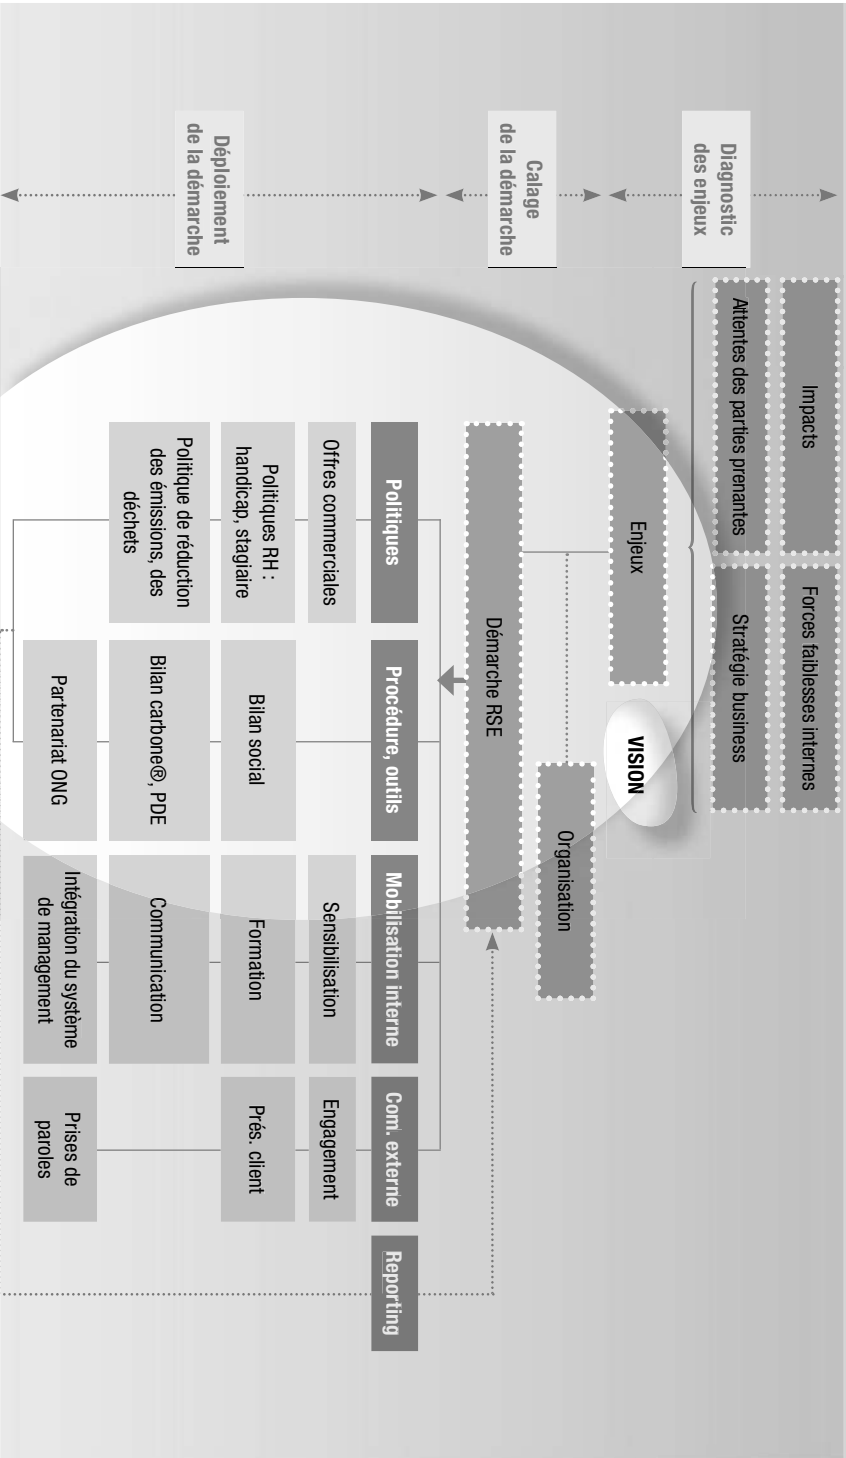 Diagnostic
des enjeux
Impacts
Forces faiblesses internes
Attentes des parties prenantes
Stratégie business
Enjeux
VISION
Calage
de la démarche
Organisation
Démarche RSE
Déploiement
de la démarche
Politiques
Procédure, outils
Mobilisation interne
Com. externe
Reporting
Offres commerciales
Sensibilisation
Engagement
Politiques RH :
handicap, stagiaire
Bilan social
Formation
Prés. client
Politique de réduction
des émissions, des
déchets
Bilan carbone®, PDE
Communication
Partenariat ONG
Intégration du système
de management
Prises de
paroles